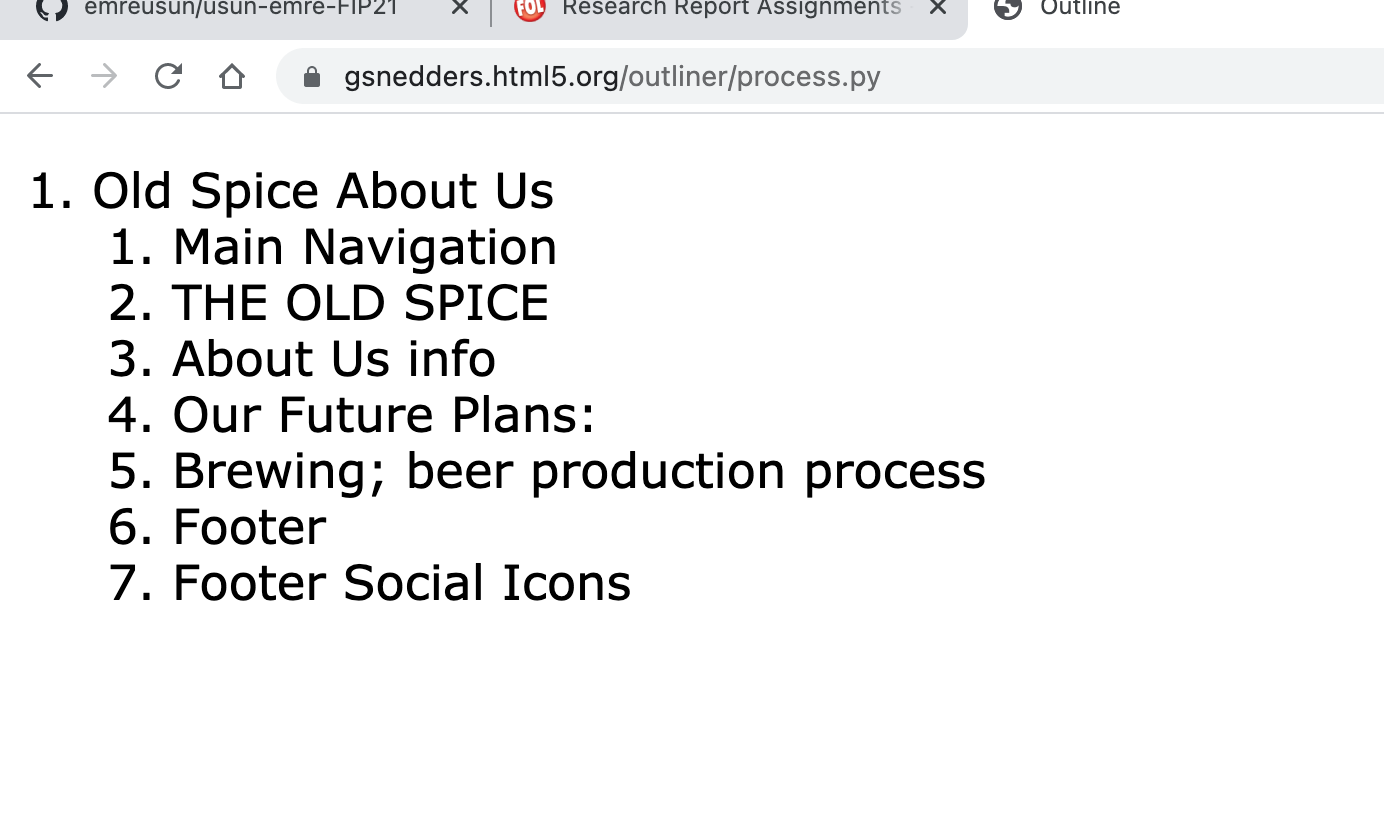 emreusun/usun-emre-FIP21
FOL Research Report Assignments
Outline
gsnedders.html5.org/outliner/process.py
1. Old Spice About Us
1. Main Navigation
2. THE OLD SPICE
3. About Us info
4. Our Future Plans:
5. Brewing; beer production process
6. Footer
7. Footer Social Icons